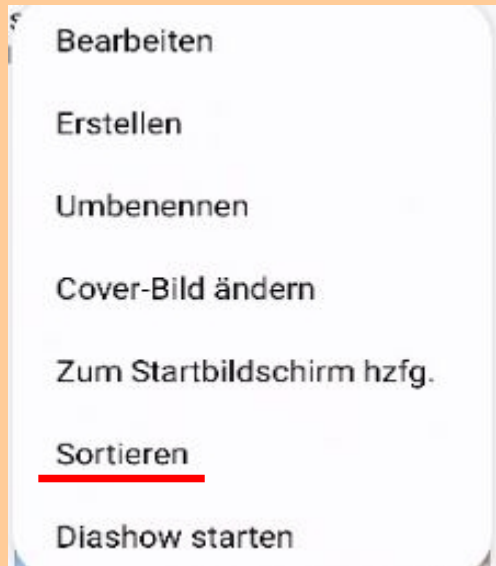 Bearbeiten
Erstellen
Umbenennen
Cover-Bild ändern
Zum Startbildschirm hzfg.
Sortieren
Diashow starten